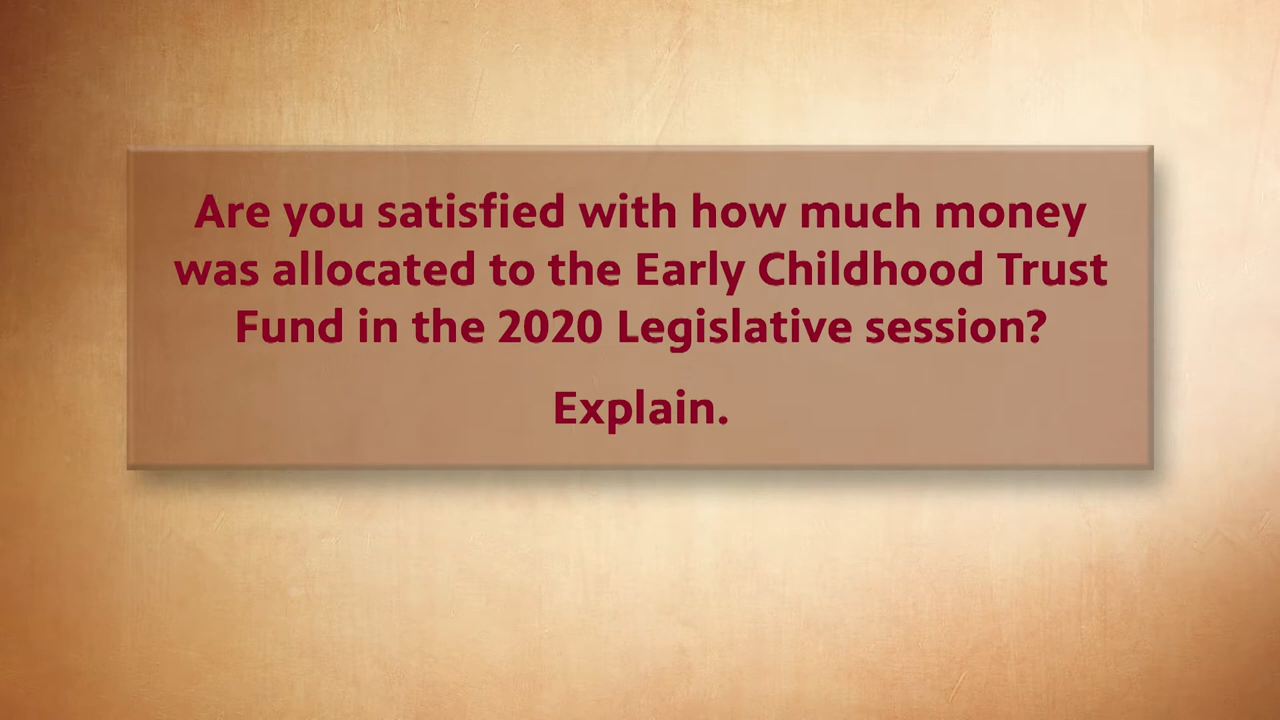 Are you satisfied with how much money
was allocated to the Early Childhood Trust
Fund in the 2020 Legislative session?
Explain.